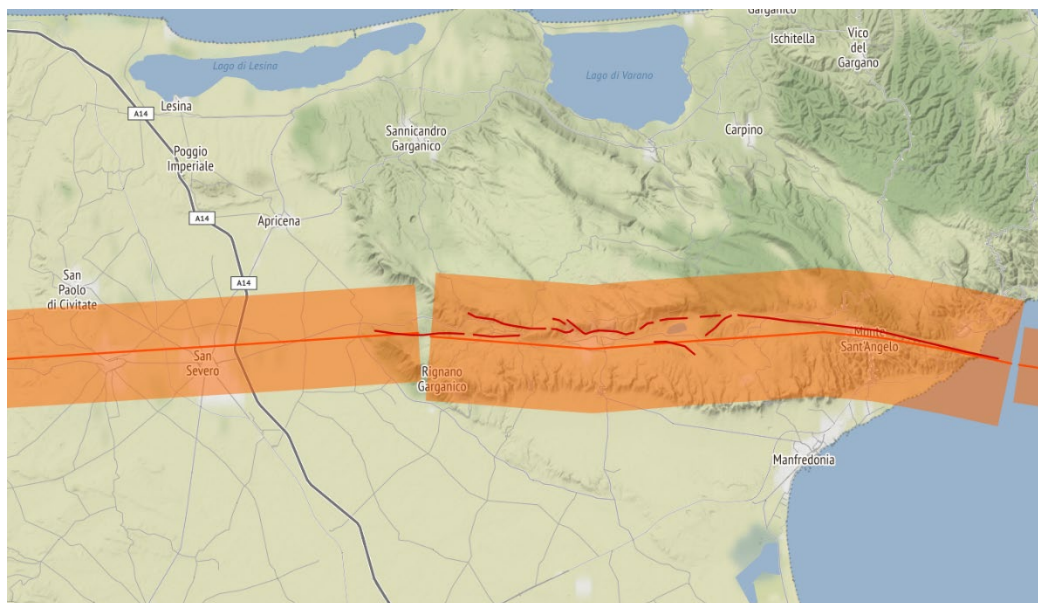 Garganico
Ischitella
Vico
del
Gargano
Lago di Lesina
Lago di Varano
Lesina
A14
Sannicandro
Garganico
Carpino
Poggio
Imperiale
A14
Apricena
San
Paolo
di Civitate
A14
San
Severo
Rignano
Garganico
Monte
Sant'Angelo
Manfredonia